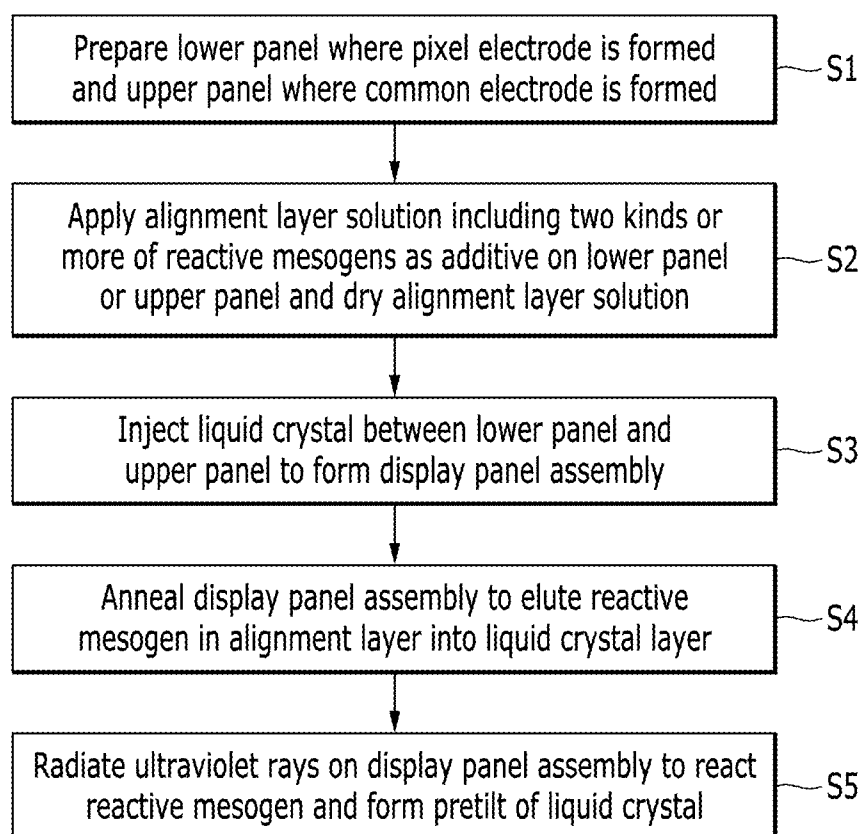 Prepare lower panel where pixel electrode is formed
and upper panel where common electrode is formed
S1
Apply alignment layer solution including two kinds or
more of reactive mesogens as additive on lower panel
or upper panel and dry alignment layer solution
S2
Inject liquid crystal between lower panel and
upper panel to form display panel assembly
S3
Anneal display panel assembly to elute reactive
mesogen in alignment layer into liquid crystal layer
S4
Radiate ultraviolet rays on display panel assembly to react
reactive mesogen and form pretilt of liquid crystal
S5